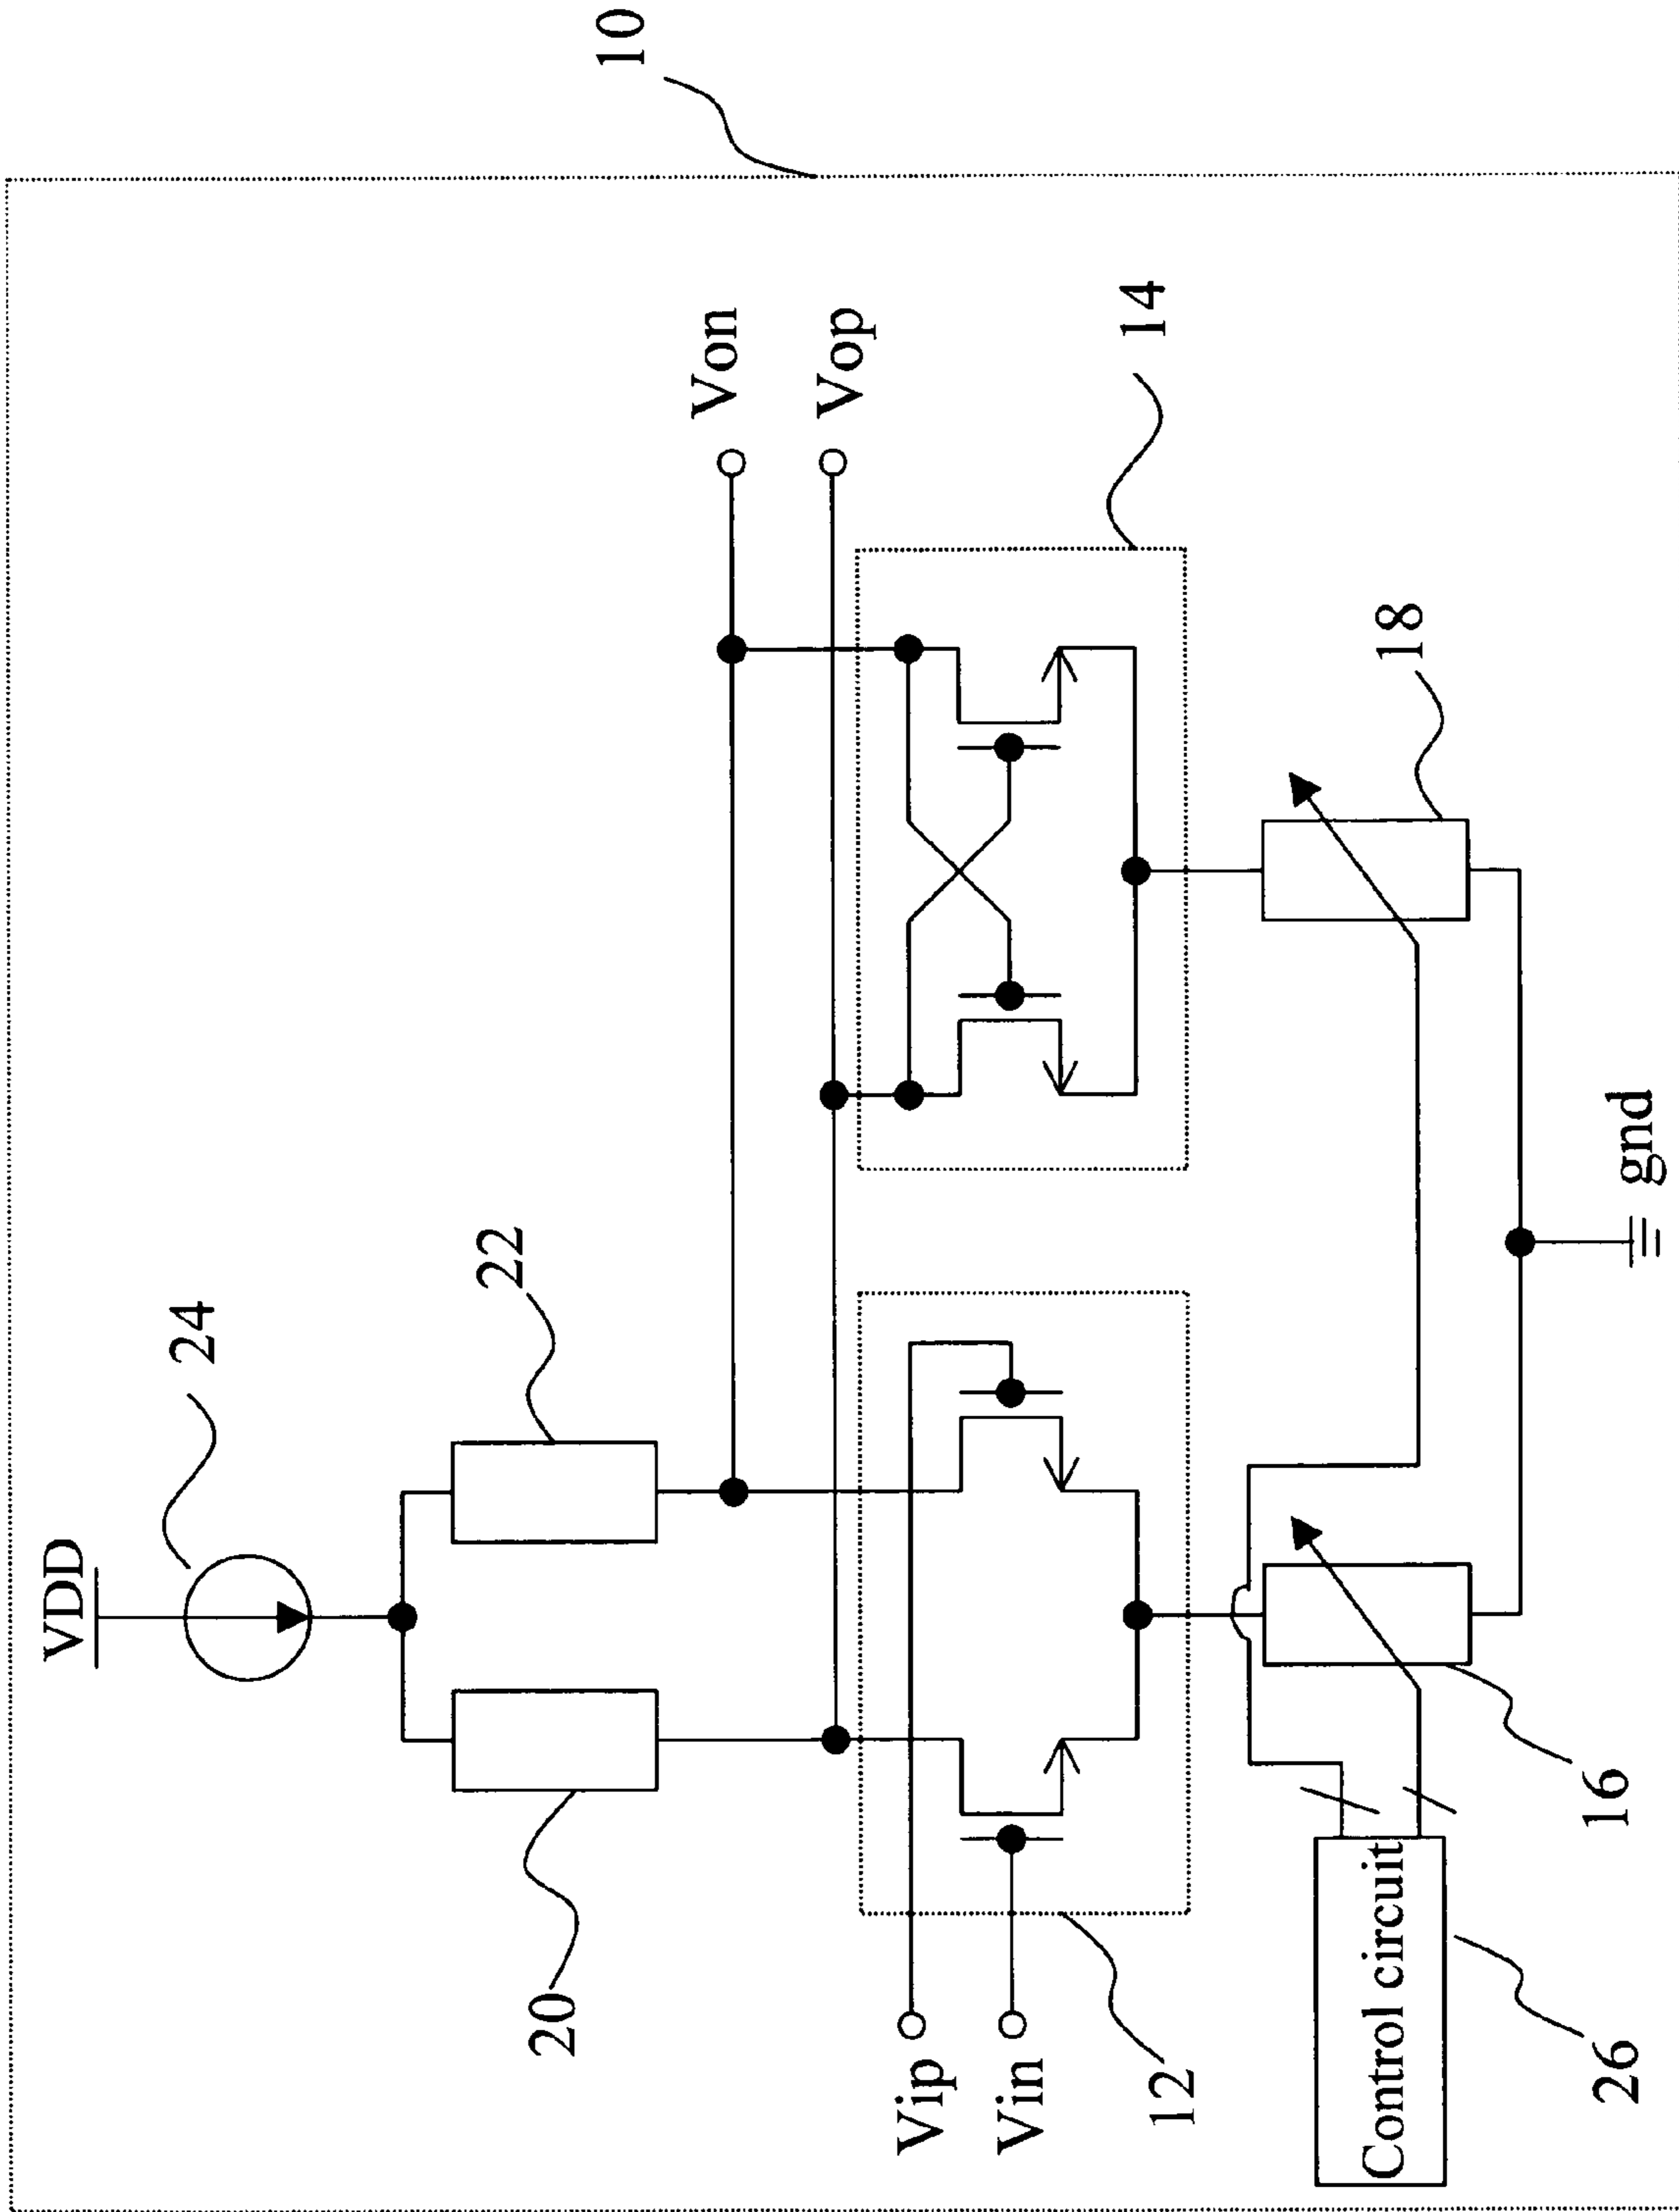 10
VDD
24
20
22
Von
Vop
Vip
Vin
12
14
Control circuit
26
16
18
gnd